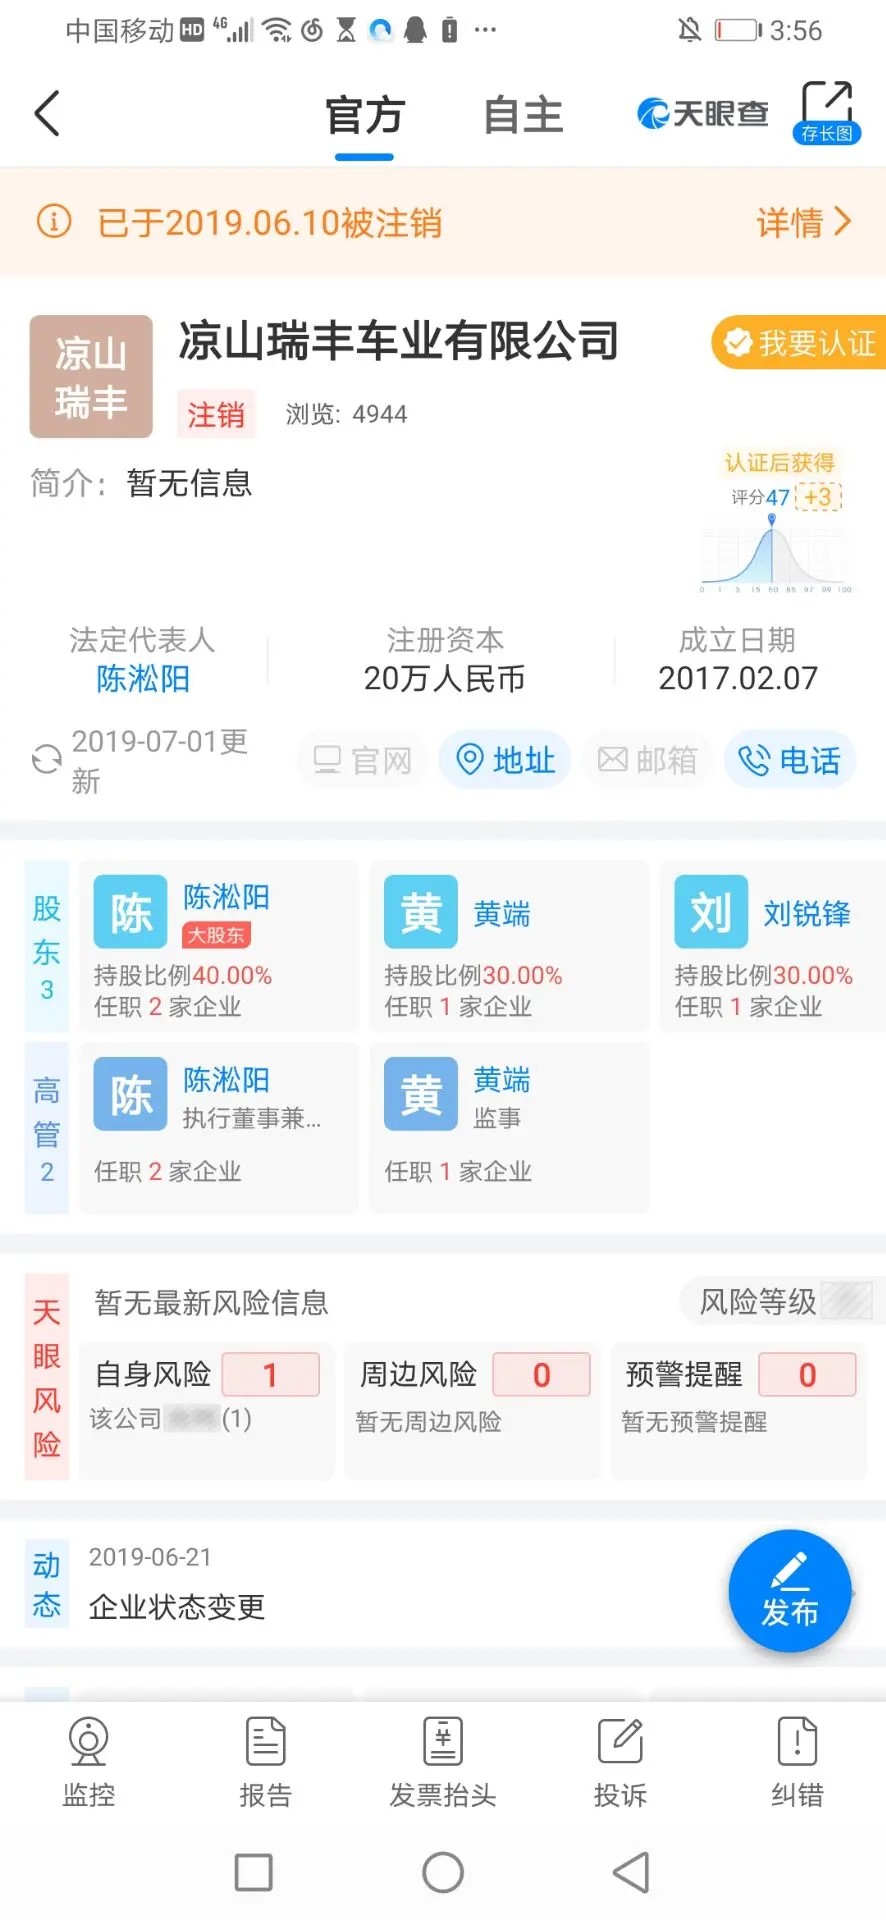 中国移动 HD 4G 3:56
官方 自主 天眼查 存长图
已于2019.06.10被注销 详情
凉山瑞丰
凉山瑞丰车业有限公司
我要认证
注销 浏览: 4944
简介： 暂无信息
认证后获得
评分47 +3
0 1 3 15 50 85 97 99 100
法定代表人 注册资本 成立日期
陈淞阳 20万人民币 2017.02.07
2019-07-01更新
官网 地址 邮箱 电话
股东3
陈 陈淞阳 大股东
持股比例40.00%
任职 2 家企业
黄 黄端
持股比例30.00%
任职 1 家企业
刘 刘锐锋
持股比例30.00%
任职 1 家企业
高管2
陈 陈淞阳
执行董事兼...
任职 2 家企业
黄 黄端
监事
任职 1 家企业
天眼风险
暂无最新风险信息 风险等级
自身风险 1
该公司 (1)
周边风险 0
暂无周边风险
预警提醒 0
暂无预警提醒
动态
2019-06-21
企业状态变更
发布
监控 报告 发票抬头 投诉 纠错